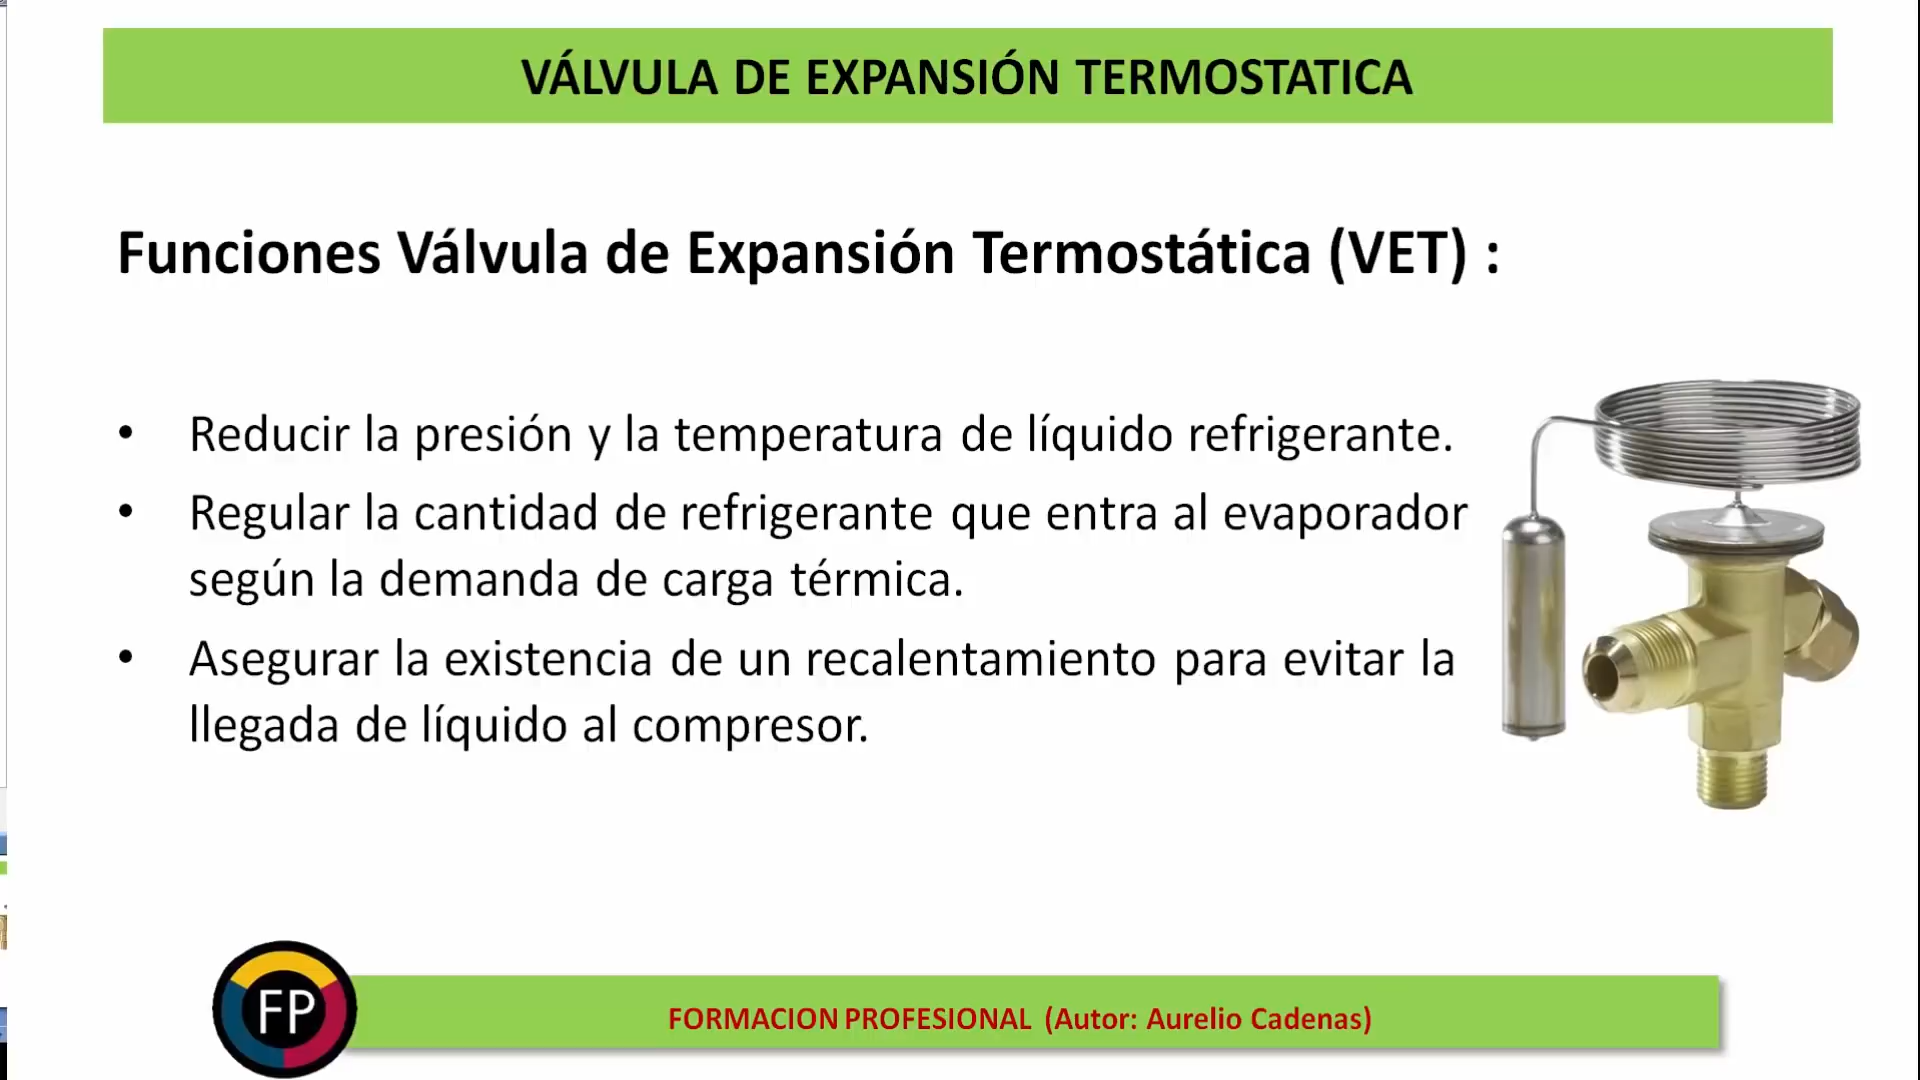 VÁLVULA DE EXPANSIÓN TERMOSTATICA
Funciones Válvula de Expansión Termostática (VET) :
• Reducir la presión y la temperatura de líquido refrigerante.
• Regular la cantidad de refrigerante que entra al evaporador
según la demanda de carga térmica.
• Asegurar la existencia de un recalentamiento para evitar la
llegada de líquido al compresor.
FP
FORMACION PROFESIONAL (Autor: Aurelio Cadenas)